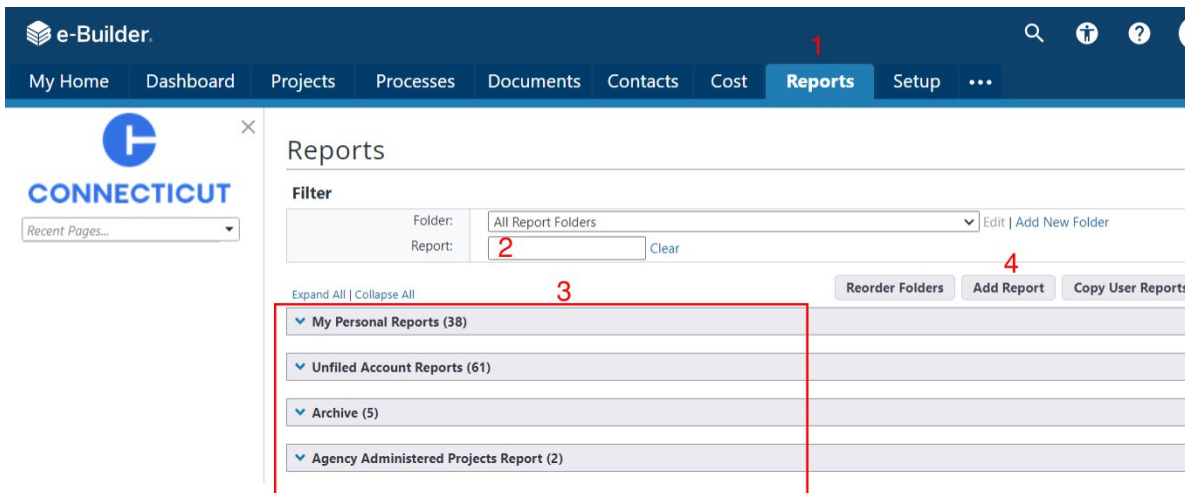 e-Builder.
1
My Home Dashboard Projects Processes Documents Contacts Cost Reports Setup •••
CONNECTICUT
Recent Pages...
Reports
Filter
Folder: All Report Folders Edit | Add New Folder
Report: 2 Clear
4
Expand All | Collapse All 3 Reorder Folders Add Report Copy User Reports
My Personal Reports (38)
Unfiled Account Reports (61)
Archive (5)
Agency Administered Projects Report (2)